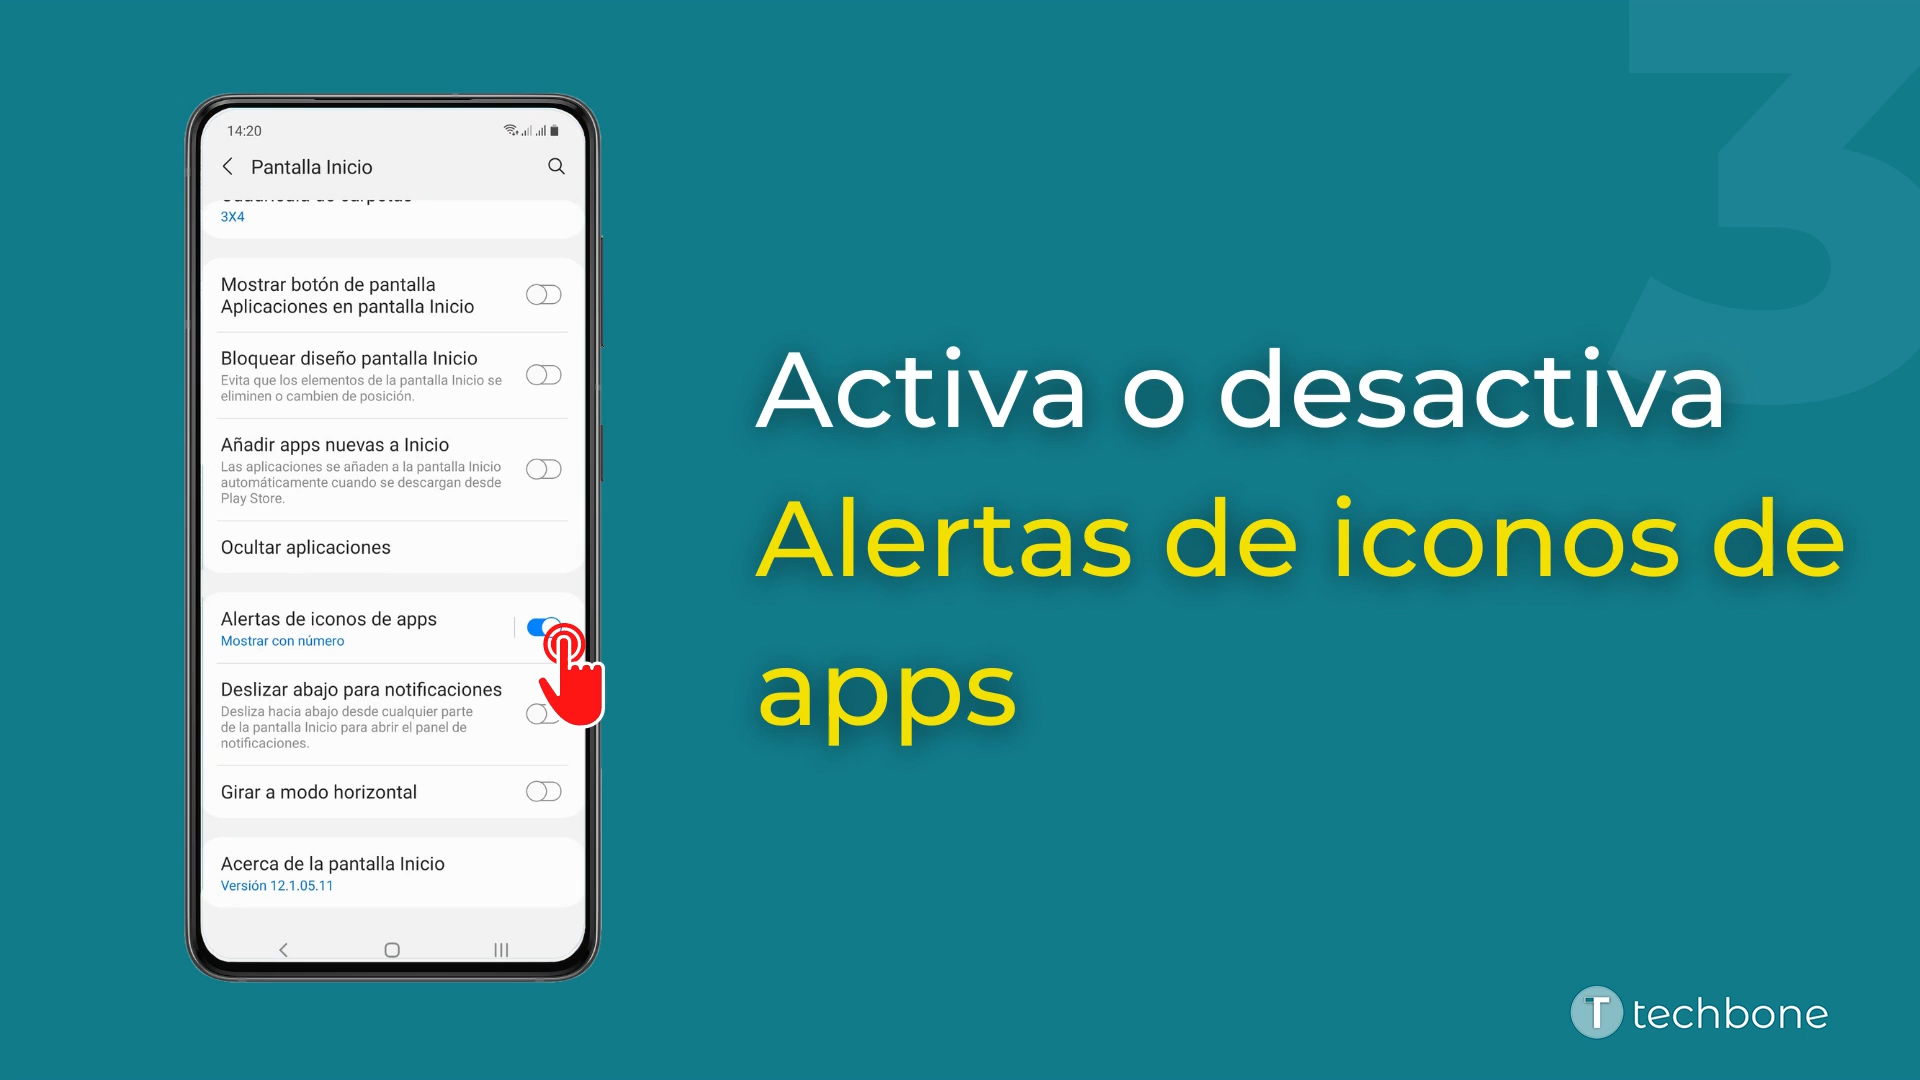 3
14:20
Pantalla Inicio
Cuadrícula de carpetas
3X4
Mostrar botón de pantalla
Aplicaciones en pantalla Inicio
Bloquear diseño pantalla Inicio
Evita que los elementos de la pantalla Inicio se
eliminen o cambien de posición.
Añadir apps nuevas a Inicio
Las aplicaciones se añaden a la pantalla Inicio
automáticamente cuando se descargan desde
Play Store.
Ocultar aplicaciones
Alertas de iconos de apps
Mostrar con número
Deslizar abajo para notificaciones
Desliza hacia abajo desde cualquier parte
de la pantalla Inicio para abrir el panel de
notificaciones.
Girar a modo horizontal
Acerca de la pantalla Inicio
Versión 12.1.05.11
Activa o desactiva
Alertas de iconos de
apps
T techbone